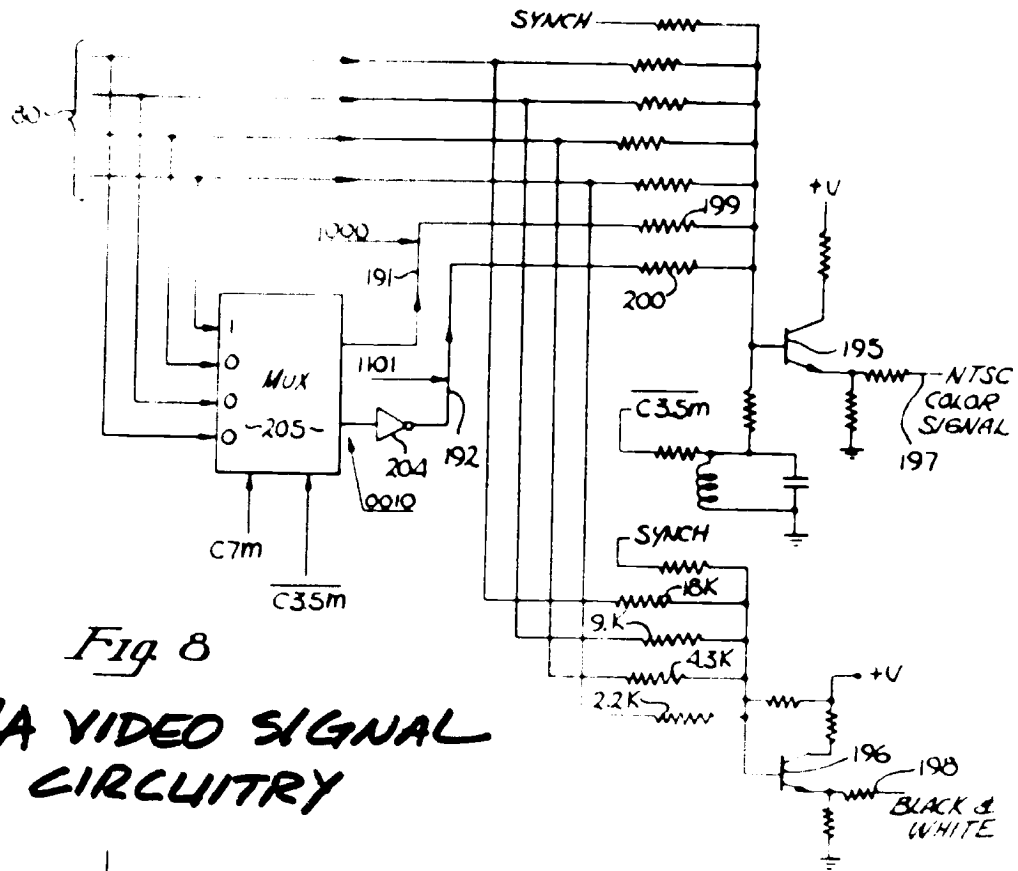 SYNCH
80
199
1000
191
200
+V
1
0
0
0
MUX
~205~
1101
204
192
0010
C7m
C3.5m
195
NTSC
COLOR
SIGNAL
197
C3.5m
SYNCH
18K
9.K
4.3K
2.2K
+V
196
198
BLACK &
WHITE
Fig. 8
/A VIDEO SIGNAL
CIRCUITRY